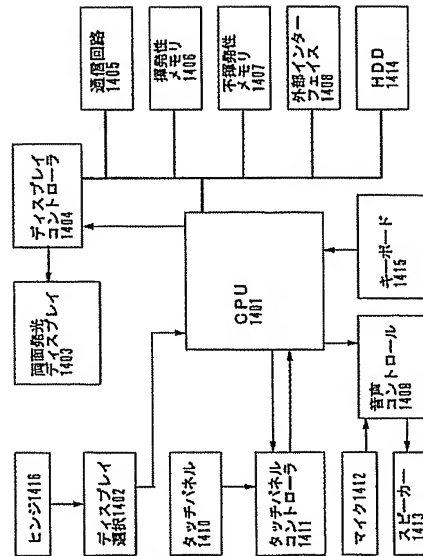 ヒンジ1416
ディスプレイ
選択1402
タッチパネル
1410
タッチパネル
コントローラ
1411
マイク1412
スピーカー
1413
両面発光
ディスプレイ
1403
ディスプレイ
コントローラ
1404
CPU
1401
音声
コントロール
1409
キーボード
1415
通信回路
1405
揮発性
メモリ
1406
不揮発性
メモリ
1407
外部インター
フェイス
1408
HDD
1414